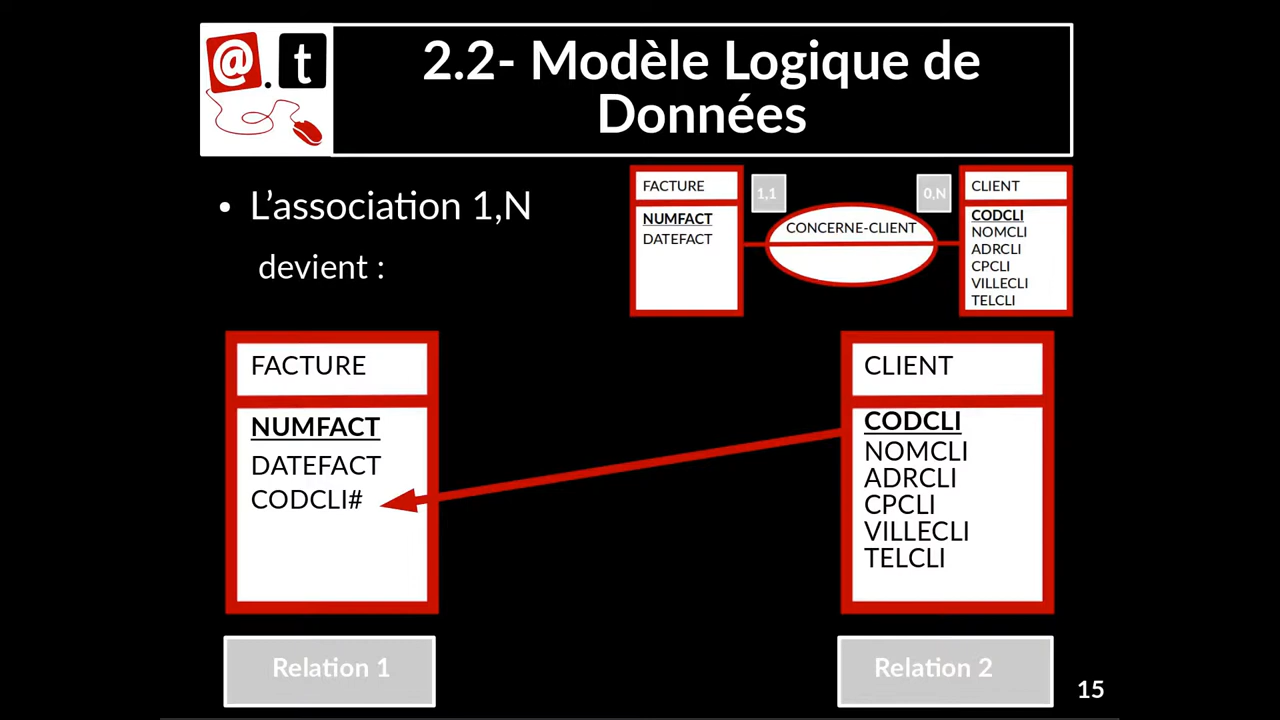 @.t
2.2- Modèle Logique de
Données
• L’association 1,N
devient :
FACTURE
NUMFACT
DATEFACT
1,1
CONCERNE-CLIENT
0,N
CLIENT
CODCLI
NOMCLI
ADRCLI
CPCLI
VILLECLI
TELCLI
FACTURE
NUMFACT
DATEFACT
CODCLI#
CLIENT
CODCLI
NOMCLI
ADRCLI
CPCLI
VILLECLI
TELCLI
Relation 1
Relation 2
15